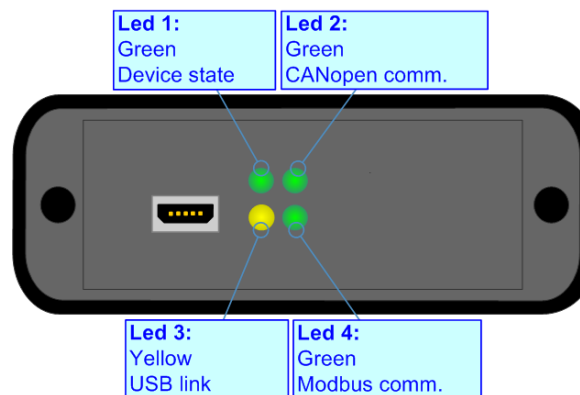 Led 1:
Green
Device state
Led 2:
Green
CANopen comm.
Led 3:
Yellow
USB link
Led 4:
Green
Modbus comm.